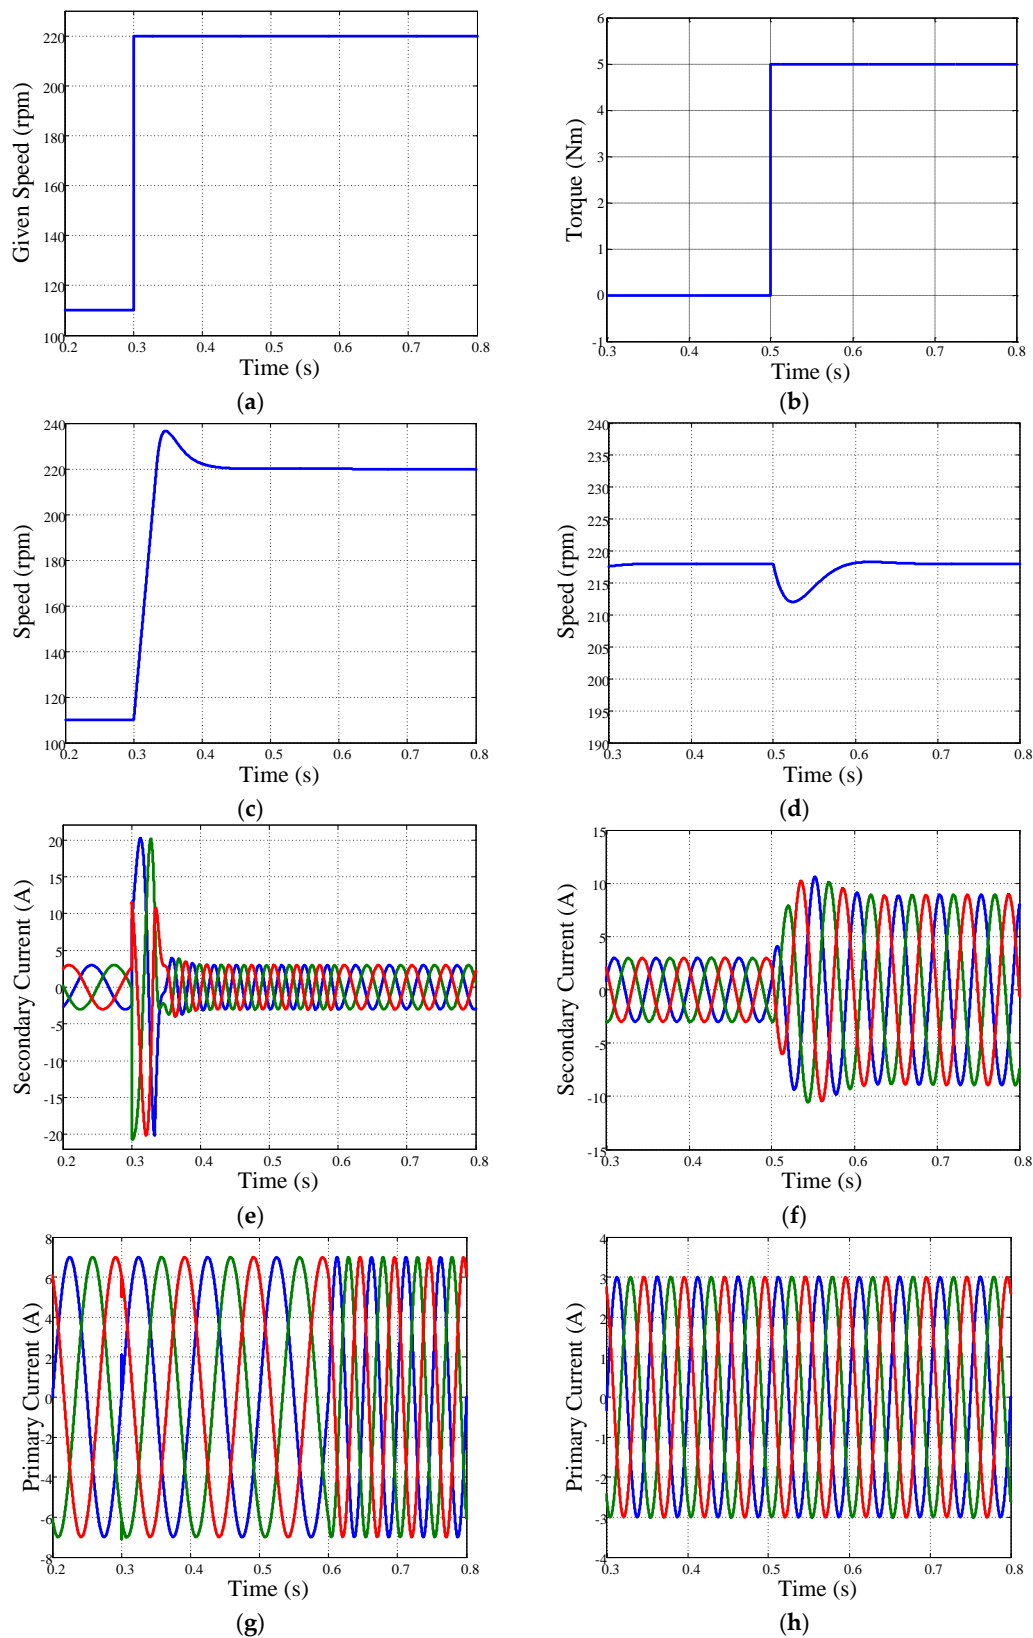 220
200
180
160
140
120
100
0.2 0.3 0.4 0.5 0.6 0.7 0.8
Given Speed (rpm)
Time (s)
(a)
6
5
4
3
2
1
0
-1
0.3 0.4 0.5 0.6 0.7 0.8
Torque (Nm)
Time (s)
(b)
240
220
200
180
160
140
120
100
0.2 0.3 0.4 0.5 0.6 0.7 0.8
Speed (rpm)
Time (s)
(c)
240
235
230
225
220
215
210
205
200
195
190
0.3 0.4 0.5 0.6 0.7 0.8
Speed (rpm)
Time (s)
(d)
20
15
10
5
0
-5
-10
-15
-20
0.2 0.3 0.4 0.5 0.6 0.7 0.8
Secondary Current (A)
Time (s)
(e)
15
10
5
0
-5
-10
-15
0.3 0.4 0.5 0.6 0.7 0.8
Secondary Current (A)
Time (s)
(f)
8
6
4
2
0
-2
-4
-6
-8
0.2 0.3 0.4 0.5 0.6 0.7 0.8
Primary Current (A)
Time (s)
(g)
4
3
2
1
0
-1
-2
-3
-4
0.3 0.4 0.5 0.6 0.7 0.8
Primary Current (A)
Time (s)
(h)